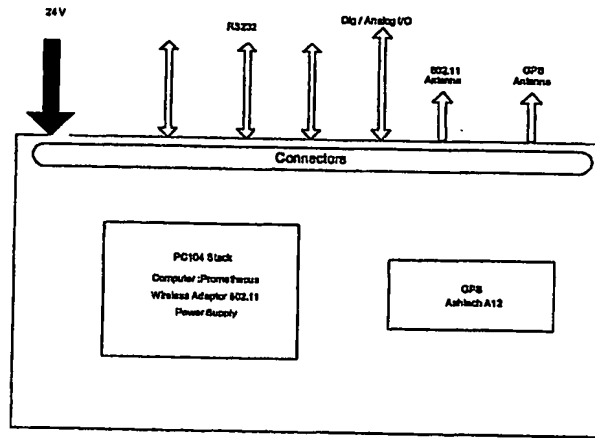 24V
RS232
Dig / Analog I/O
802.11
Antenna
GPS
Antenna
Connectors
PC104 Stack
Computer :Prometheus
Wireless Adaptor 802.11
Power Supply
GPS
Ashtech A12